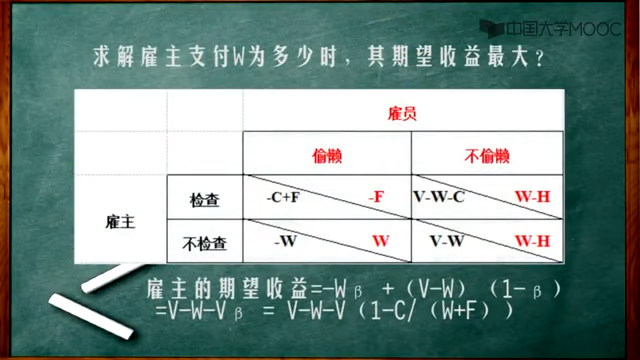 中国大学MOOC
求解雇主支付W为多少时，其期望收益最大？
雇员
偷懒 不偷懒
雇主 检查 -C+F -F V-W-C W-H
不检查 -W W V-W W-H
雇主的期望收益=-Wβ +(V-W) (1-β)
=V-W-Vβ = V-W-V(1-C/(W+F))